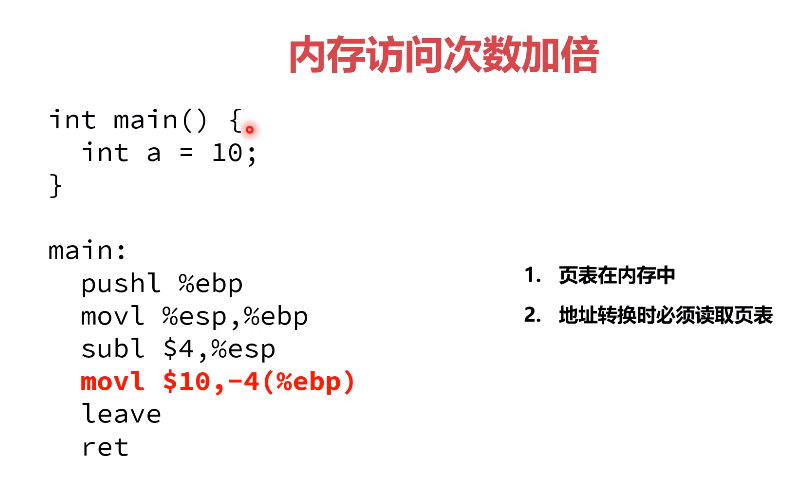 内存访问次数加倍
int main() {
  int a = 10;
}
main:
  pushl %ebp
  movl %esp,%ebp
  subl $4,%esp
  movl $10,-4(%ebp)
  leave
  ret
1. 页表在内存中
2. 地址转换时必须读取页表